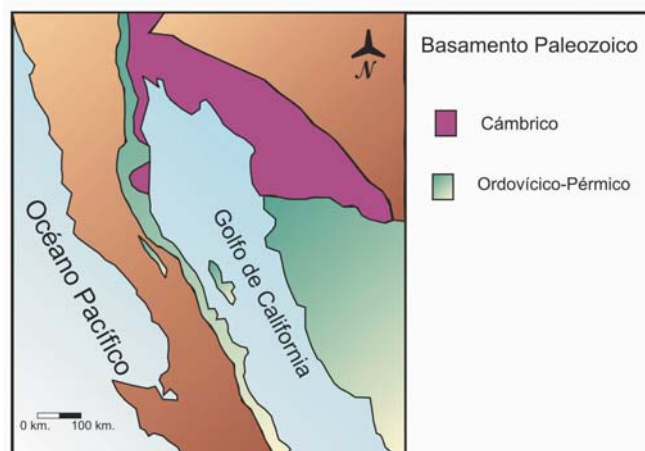 N
Basamento Paleozoico
Cámbrico
Ordovícico-Pérmico
Océano Pacífico
Golfo de California
0 km. 100 km.